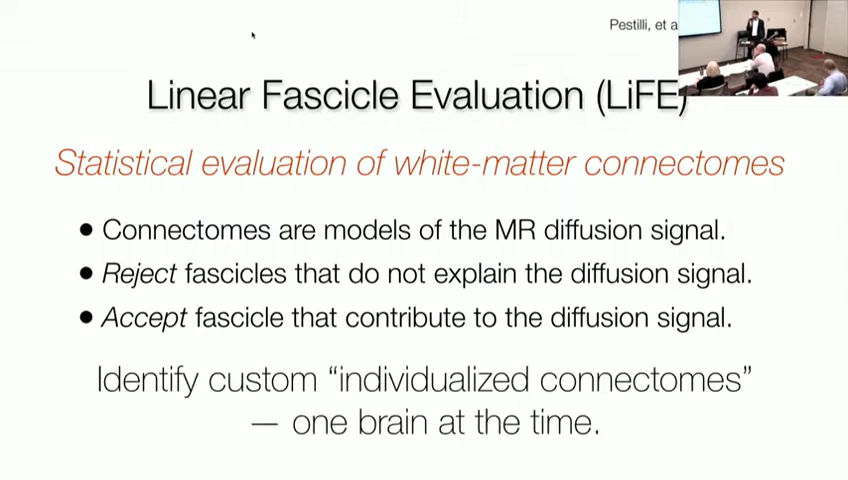 Pestilli, et a
Linear Fascicle Evaluation (LiFE)
Statistical evaluation of white-matter connectomes
● Connectomes are models of the MR diffusion signal.
● Reject fascicles that do not explain the diffusion signal.
● Accept fascicle that contribute to the diffusion signal.
Identify custom “individualized connectomes”
— one brain at the time.